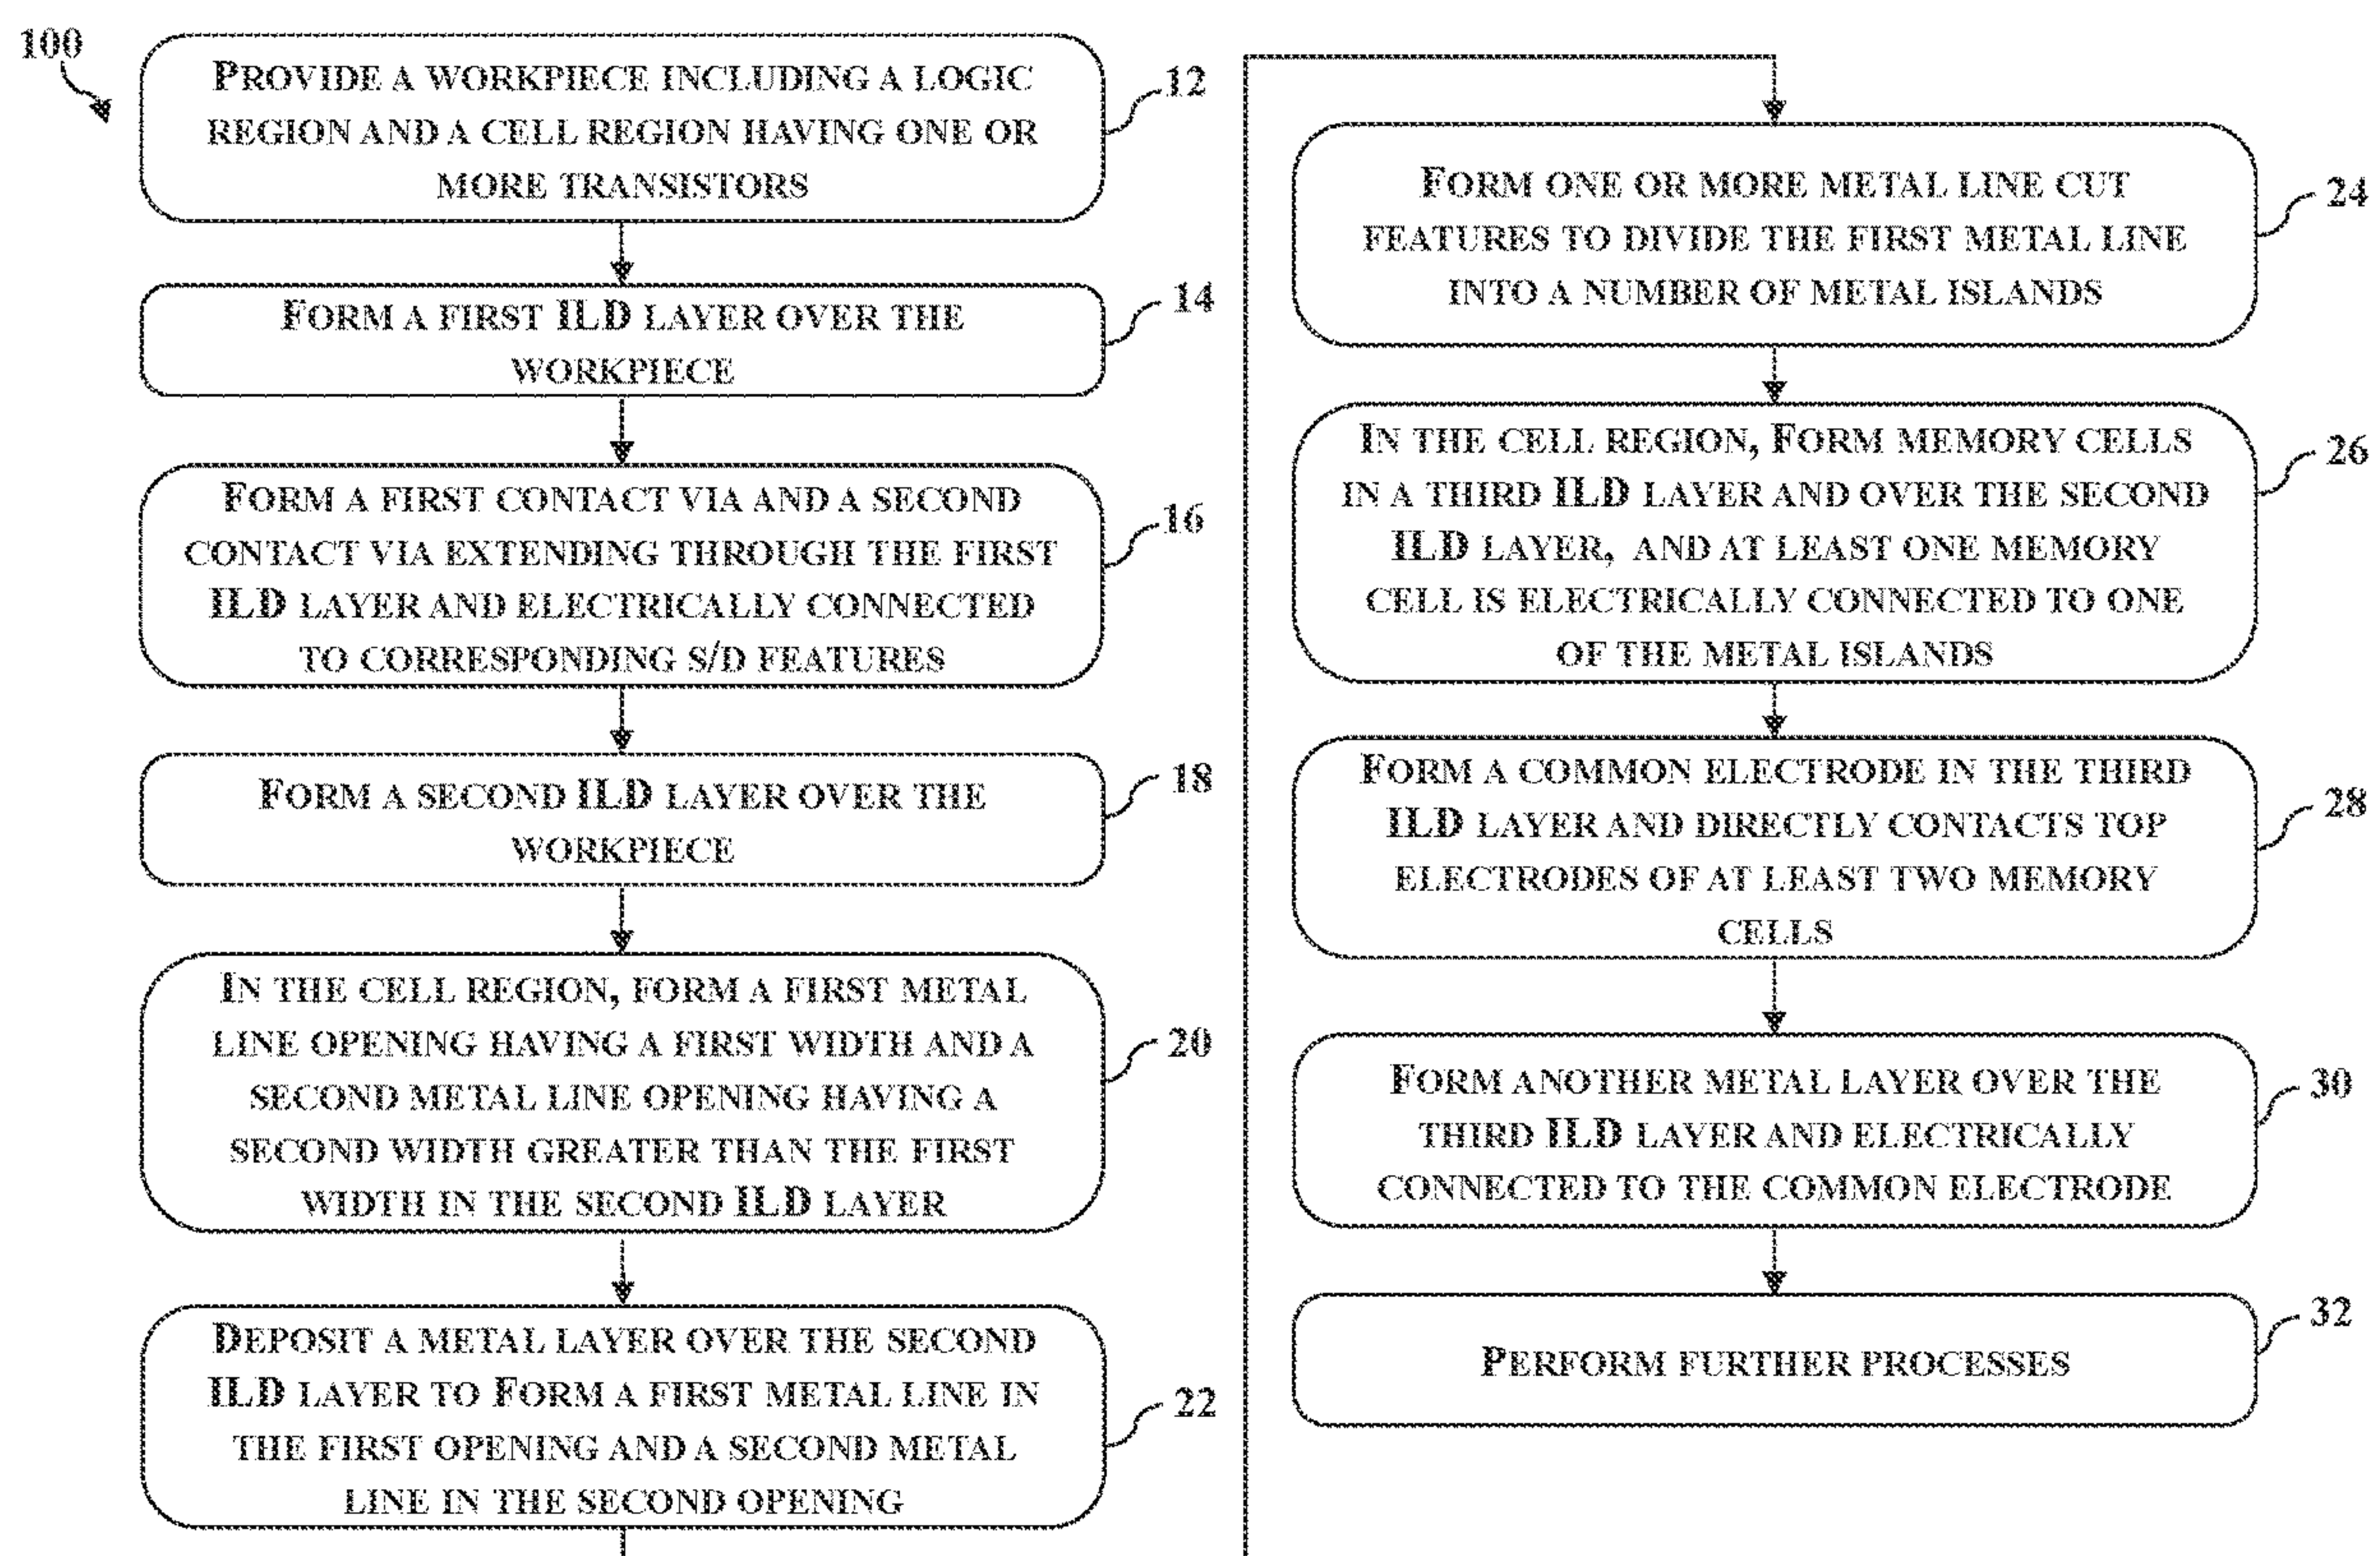 100
PROVIDE A WORKPIECE INCLUDING A LOGIC
REGION AND A CELL REGION HAVING ONE OR
MORE TRANSISTORS
12
FORM A FIRST ILD LAYER OVER THE
WORKPIECE
14
FORM A FIRST CONTACT VIA AND A SECOND
CONTACT VIA EXTENDING THROUGH THE FIRST
ILD LAYER AND ELECTRICALLY CONNECTED
TO CORRESPONDING S/D FEATURES
16
FORM A SECOND ILD LAYER OVER THE
WORKPIECE
18
IN THE CELL REGION, FORM A FIRST METAL
LINE OPENING HAVING A FIRST WIDTH AND A
SECOND METAL LINE OPENING HAVING A
SECOND WIDTH GREATER THAN THE FIRST
WIDTH IN THE SECOND ILD LAYER
20
DEPOSIT A METAL LAYER OVER THE SECOND
ILD LAYER TO FORM A FIRST METAL LINE IN
THE FIRST OPENING AND A SECOND METAL
LINE IN THE SECOND OPENING
22
FORM ONE OR MORE METAL LINE CUT
FEATURES TO DIVIDE THE FIRST METAL LINE
INTO A NUMBER OF METAL ISLANDS
24
IN THE CELL REGION, FORM MEMORY CELLS
IN A THIRD ILD LAYER AND OVER THE SECOND
ILD LAYER, AND AT LEAST ONE MEMORY
CELL IS ELECTRICALLY CONNECTED TO ONE
OF THE METAL ISLANDS
26
FORM A COMMON ELECTRODE IN THE THIRD
ILD LAYER AND DIRECTLY CONTACTS TOP
ELECTRODES OF AT LEAST TWO MEMORY
CELLS
28
FORM ANOTHER METAL LAYER OVER THE
THIRD ILD LAYER AND ELECTRICALLY
CONNECTED TO THE COMMON ELECTRODE
30
PERFORM FURTHER PROCESSES
32